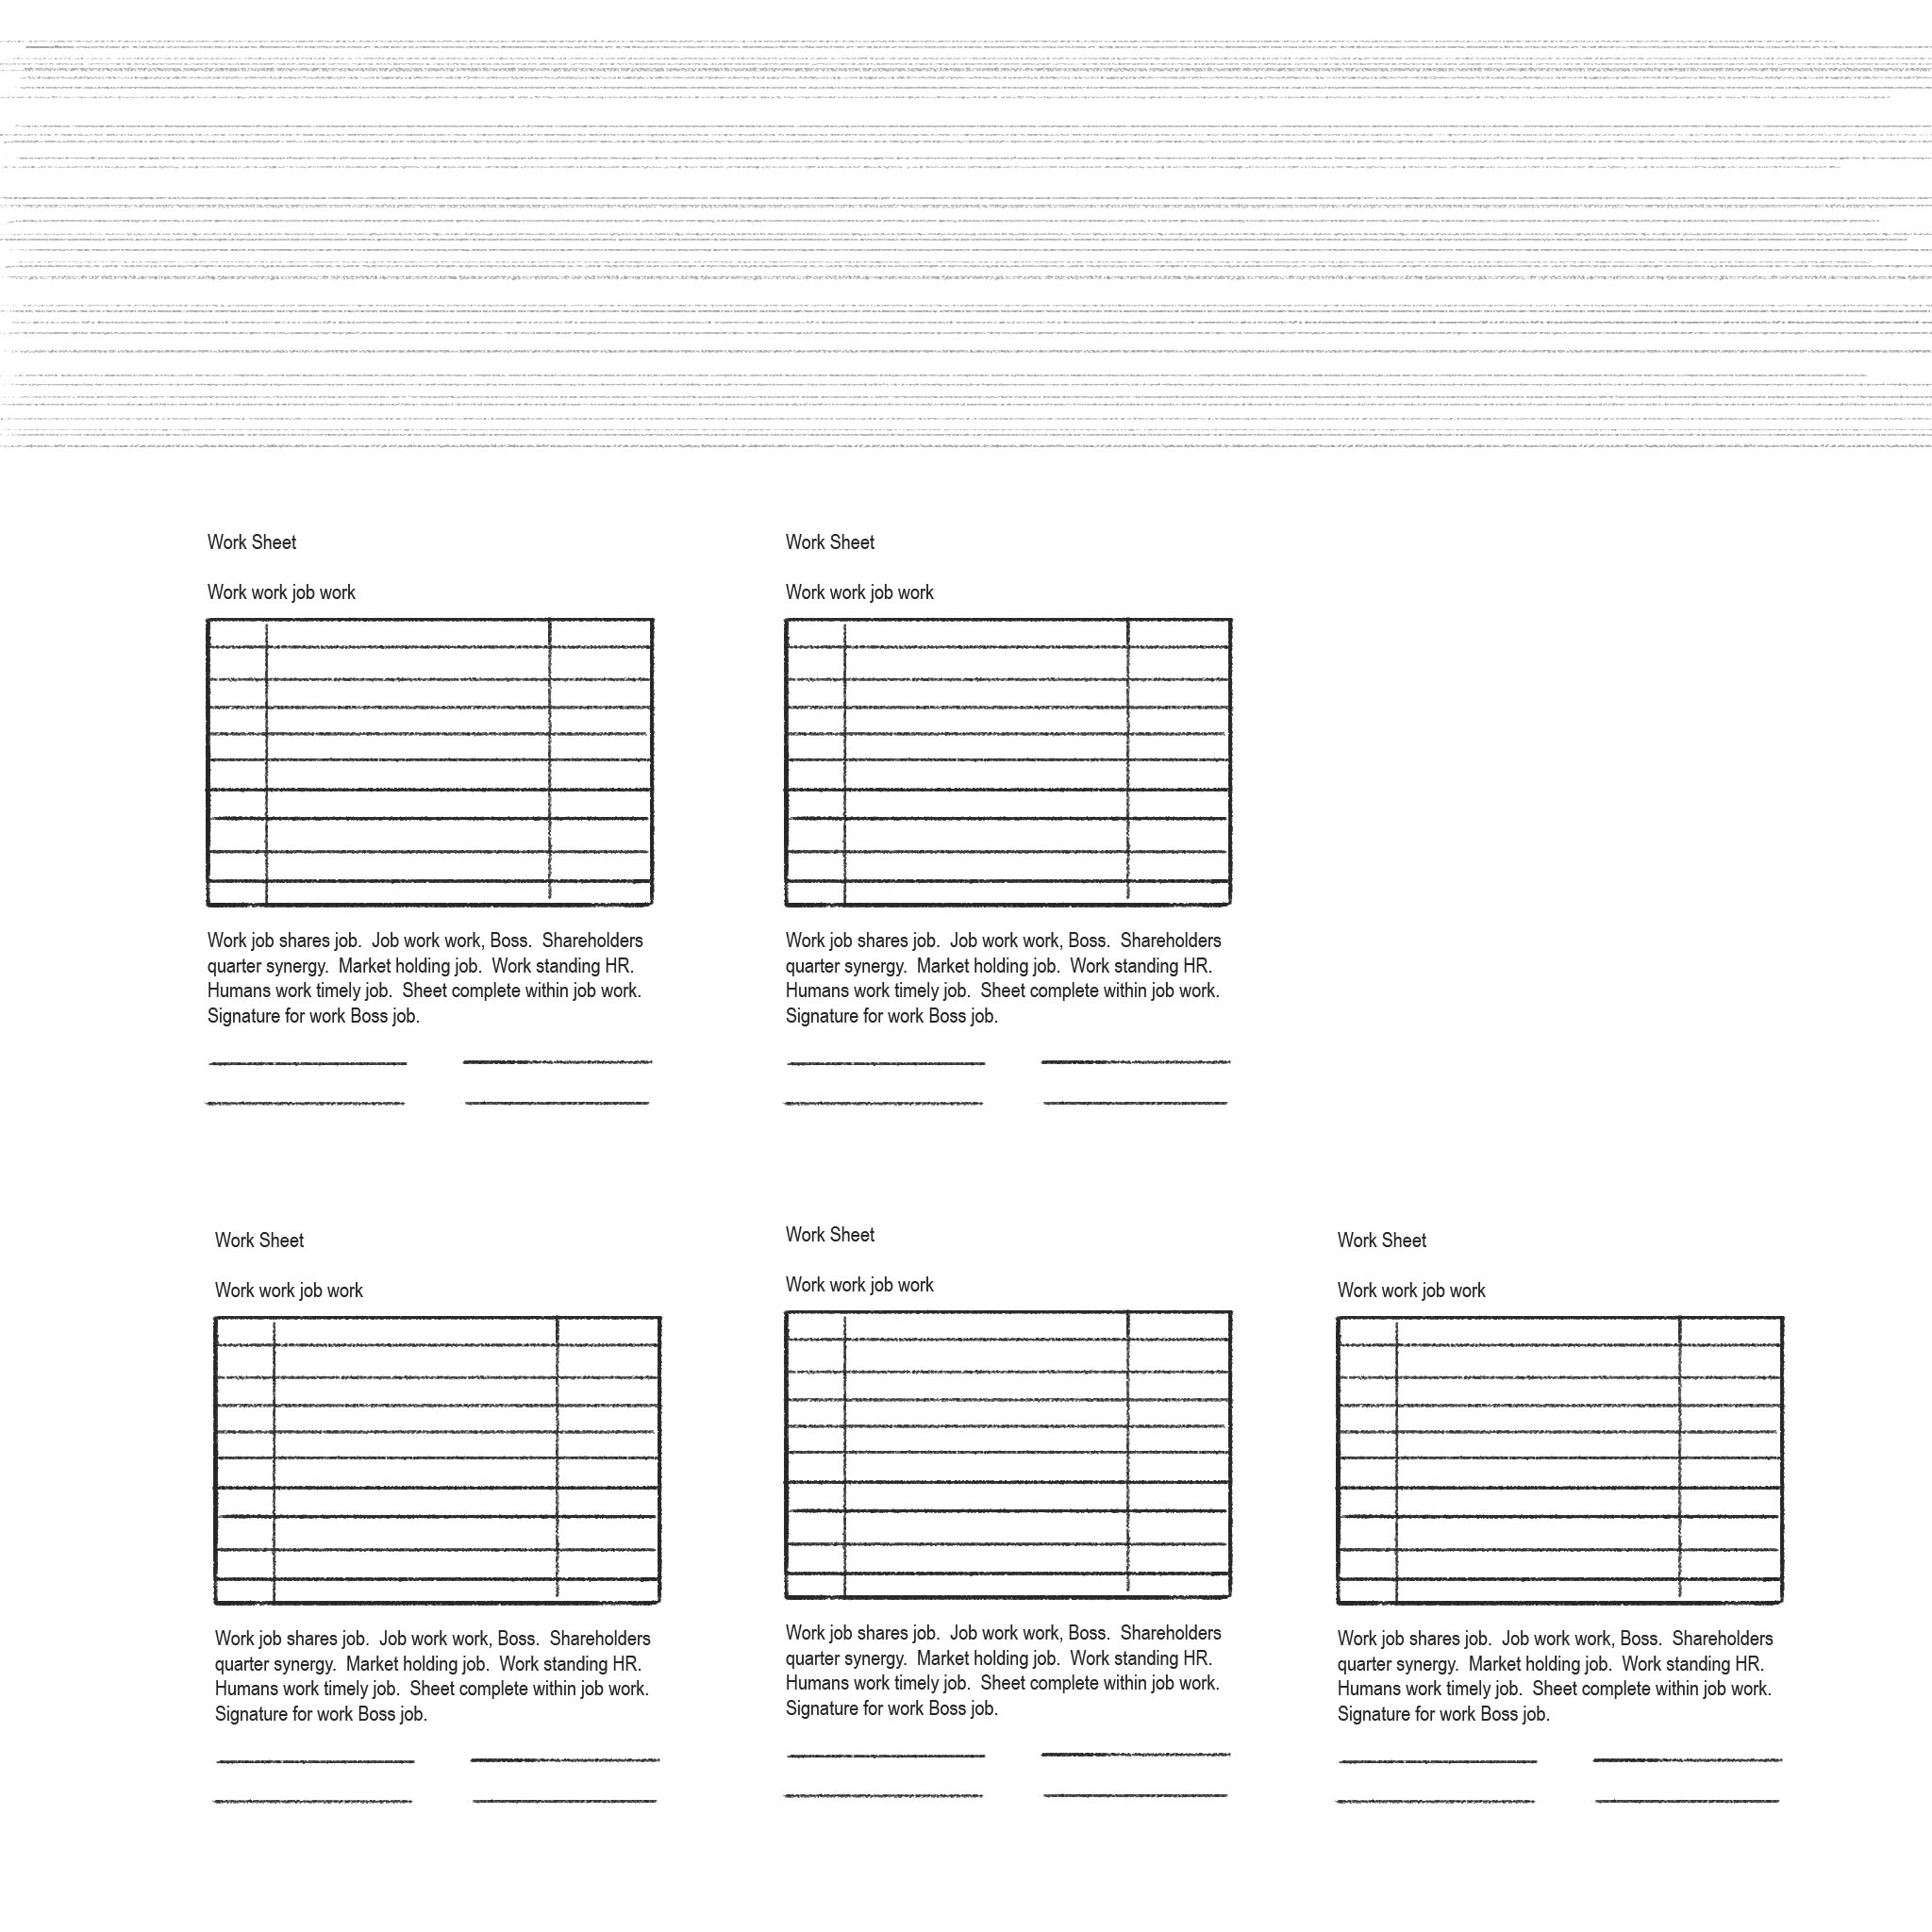 Work Sheet
Work work job work
Work job shares job.  Job work work, Boss.  Shareholders
quarter synergy.  Market holding job.  Work standing HR.
Humans work timely job.  Sheet complete within job work.
Signature for work Boss job.
Work Sheet
Work work job work
Work job shares job.  Job work work, Boss.  Shareholders
quarter synergy.  Market holding job.  Work standing HR.
Humans work timely job.  Sheet complete within job work.
Signature for work Boss job.
Work Sheet
Work work job work
Work job shares job.  Job work work, Boss.  Shareholders
quarter synergy.  Market holding job.  Work standing HR.
Humans work timely job.  Sheet complete within job work.
Signature for work Boss job.
Work Sheet
Work work job work
Work job shares job.  Job work work, Boss.  Shareholders
quarter synergy.  Market holding job.  Work standing HR.
Humans work timely job.  Sheet complete within job work.
Signature for work Boss job.
Work Sheet
Work work job work
Work job shares job.  Job work work, Boss.  Shareholders
quarter synergy.  Market holding job.  Work standing HR.
Humans work timely job.  Sheet complete within job work.
Signature for work Boss job.